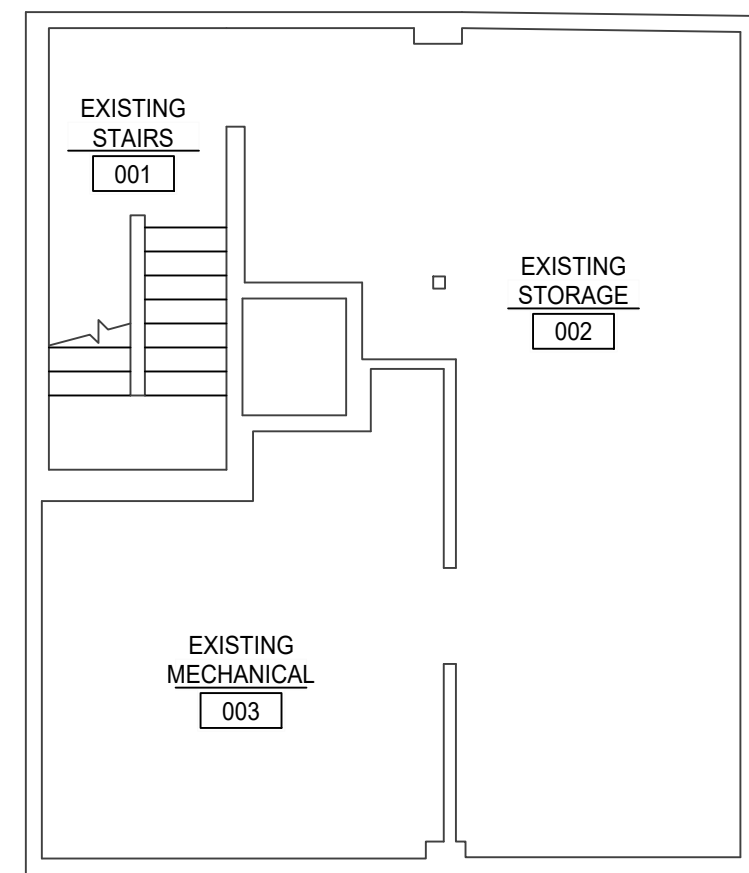 EXISTING
STAIRS
001
EXISTING
STORAGE
002
EXISTING
MECHANICAL
003